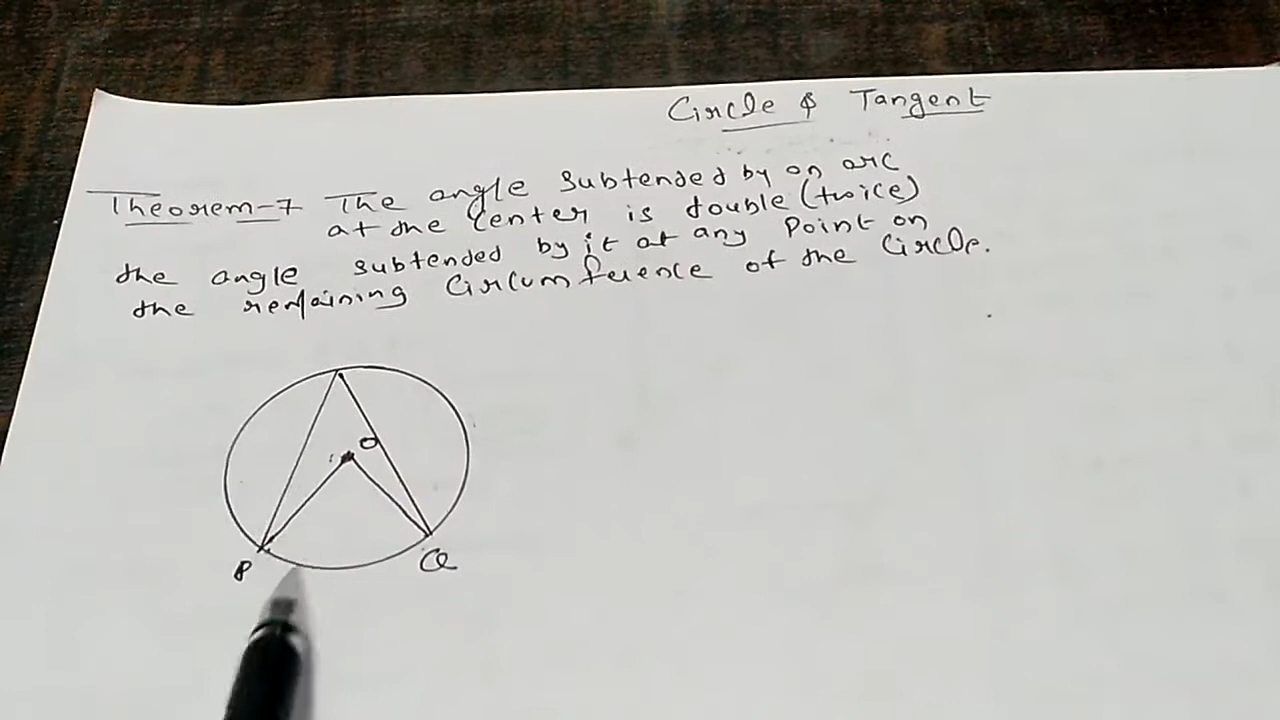 Circle & Tangent
Theorem-7 The angle subtended by an arc
at the Center is double (twice)
the angle subtended by it at any point on
the remaining Circumference of the Circle.
O
P
Q